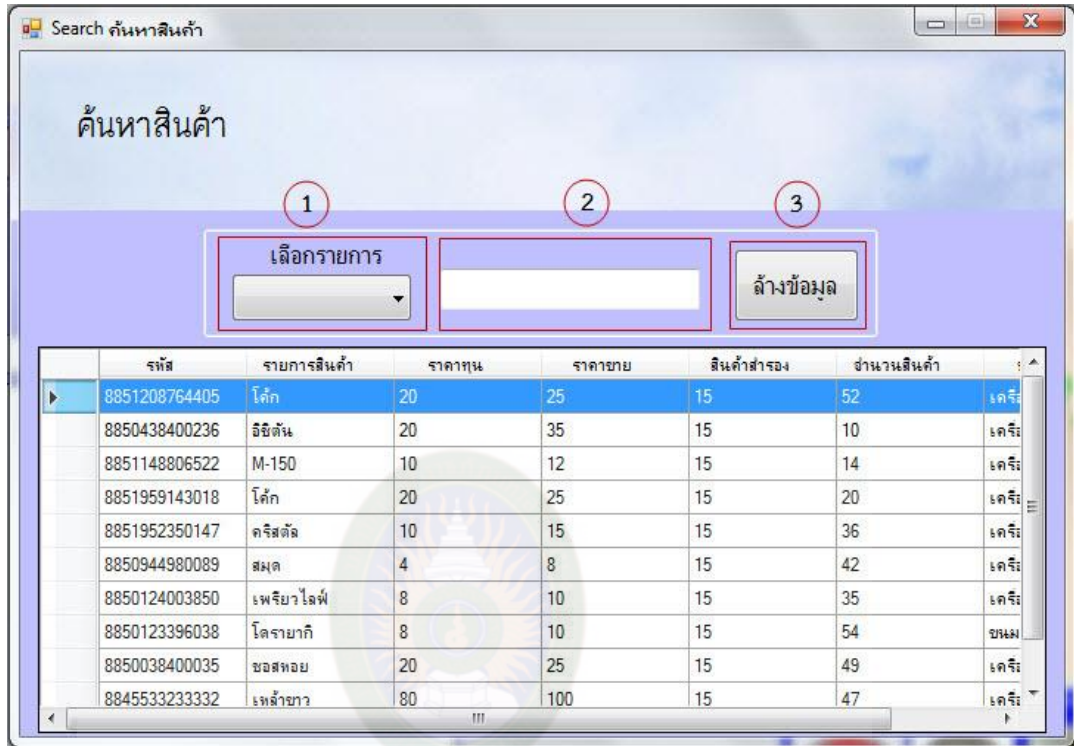 Search ค้นหาสินค้า
ค้นหาสินค้า
1 2 3
เลือกรายการ
ล้างข้อมูล
รหัส รายการสินค้า ราคาทุน ราคาขาย สินค้าสำรอง จำนวนสินค้า
8851208764405 โค้ก 20 25 15 52
8850438400236 อิชิตัน 20 35 15 10
8851148806522 M-150 10 12 15 14
8851959143018 โค้ก 20 25 15 20
8851952350147 คริสตัล 10 15 15 36
8850944980089 สมุด 4 8 15 42
8850124003850 เพรียวไลฟ์ 8 10 15 35
8850123396038 โดรายากิ 8 10 15 54 ขนม
8850038400035 ซอสหอย 20 25 15 49
8845533233332 เหล้าขาว 80 100 15 47